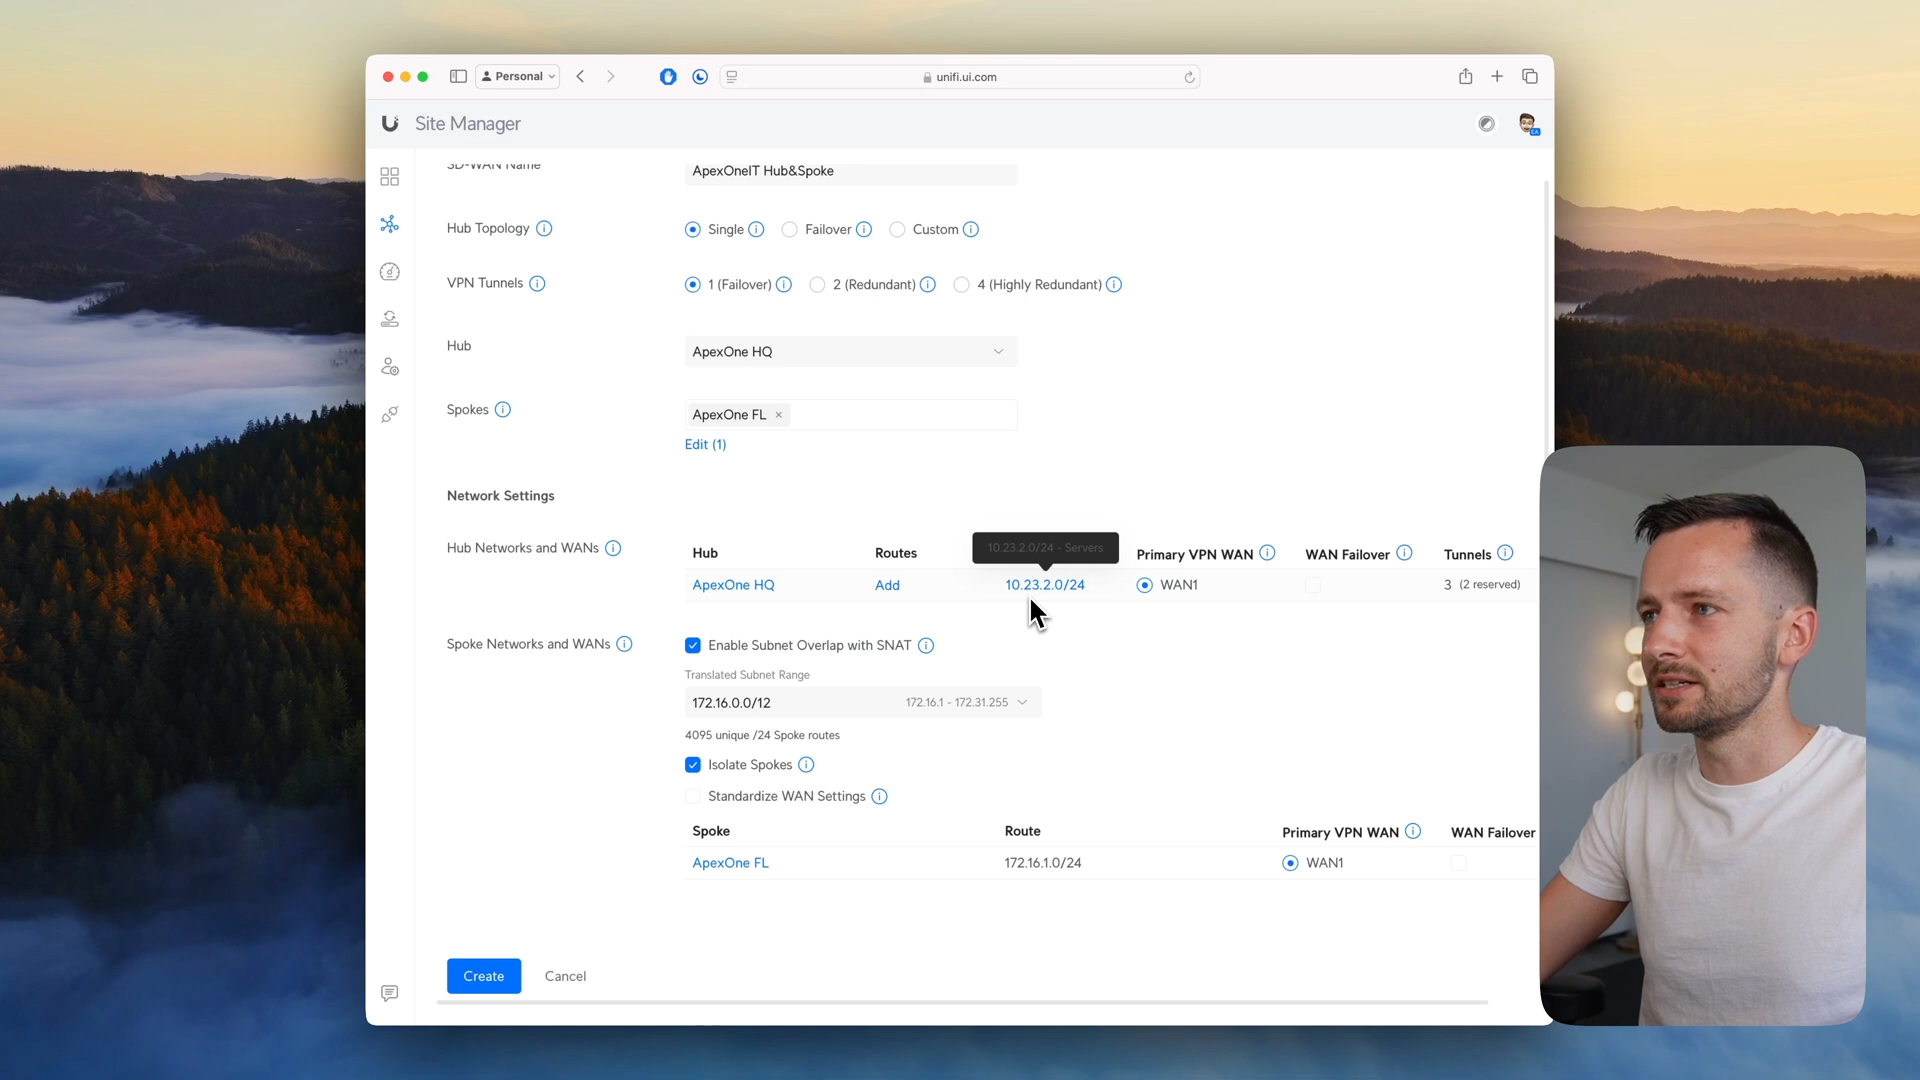 Personal
unifi.ui.com
Site Manager
EA
SD-WAN Name
ApexOneIT Hub&Spoke
Hub Topology
Single
Failover
Custom
VPN Tunnels
1 (Failover)
2 (Redundant)
4 (Highly Redundant)
Hub
ApexOne HQ
Spokes
ApexOne FL ×
Edit (1)
Network Settings
Hub Networks and WANs
Hub
Routes
10.23.2.0/24 - Servers
Primary VPN WAN
WAN Failover
Tunnels
ApexOne HQ
Add
10.23.2.0/24
WAN1
3 (2 reserved)
Spoke Networks and WANs
Enable Subnet Overlap with SNAT
Translated Subnet Range
172.16.0.0/12
172.16.1 - 172.31.255
4095 unique /24 Spoke routes
Isolate Spokes
Standardize WAN Settings
Spoke
Route
Primary VPN WAN
WAN Failover
ApexOne FL
172.16.1.0/24
WAN1
Create
Cancel